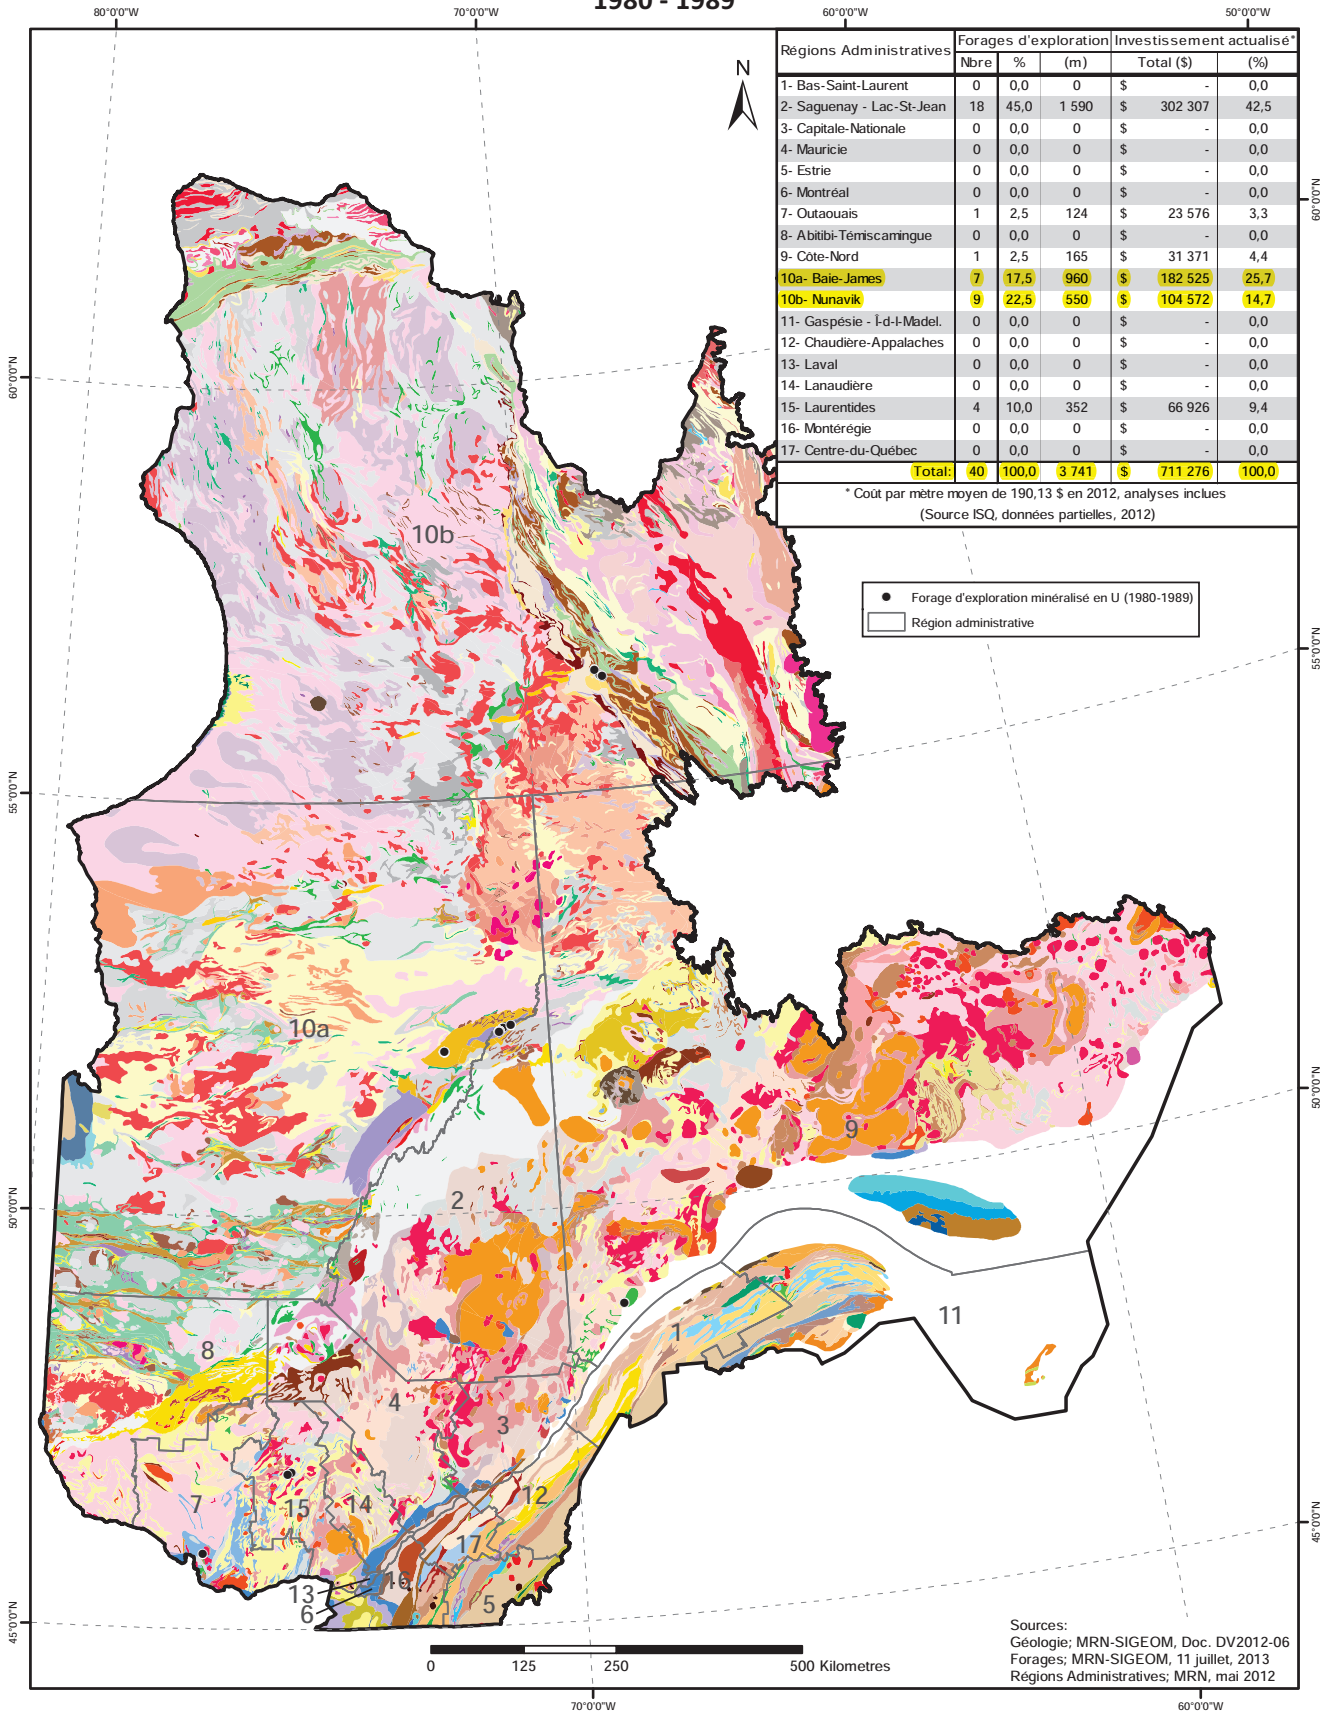 1980 - 1989
80°0'0"W 70°0'0"W 60°0'0"W 50°0'0"W
Régions Administratives Forages d'exploration Investissement actualisé*
Nbre % (m) Total ($) (%)
1- Bas-Saint-Laurent 0 0,0 0 $ - 0,0
2- Saguenay - Lac-St-Jean 18 45,0 1 590 $ 302 307 42,5
3- Capitale-Nationale 0 0,0 0 $ - 0,0
4- Mauricie 0 0,0 0 $ - 0,0
5- Estrie 0 0,0 0 $ - 0,0
6- Montréal 0 0,0 0 $ - 0,0
7- Outaouais 1 2,5 124 $ 23 576 3,3
8- Abitibi-Témiscamingue 0 0,0 0 $ - 0,0
9- Côte-Nord 1 2,5 165 $ 31 371 4,4
10a- Baie-James 7 17,5 960 $ 182 525 25,7
10b- Nunavik 9 22,5 550 $ 104 572 14,7
11- Gaspésie - Î-d-l-Madel. 0 0,0 0 $ - 0,0
12- Chaudière-Appalaches 0 0,0 0 $ - 0,0
13- Laval 0 0,0 0 $ - 0,0
14- Lanaudière 0 0,0 0 $ - 0,0
15- Laurentides 4 10,0 352 $ 66 926 9,4
16- Montérégie 0 0,0 0 $ - 0,0
17- Centre-du-Québec 0 0,0 0 $ - 0,0
Total: 40 100,0 3 741 $ 711 276 100,0
* Coût par mètre moyen de 190,13 $ en 2012, analyses inclues
(Source ISQ, données partielles, 2012)
N
60°0'0"N
60°0'0"N
10b
Forage d'exploration minéralisé en U (1980-1989)
Région administrative
55°0'0"N
55°0'0"N
10a
50°0'0"N
9
2
50°0'0"N
11
1
8
4
3
12
7
15
14
45°0'0"N
17
16
13
5
6
45°0'0"N
0 125 250 500 Kilometres
Sources:
Géologie; MRN-SIGEOM, Doc. DV2012-06
Forages; MRN-SIGEOM, 11 juillet, 2013
Régions Administratives; MRN, mai 2012
70°0'0"W 60°0'0"W